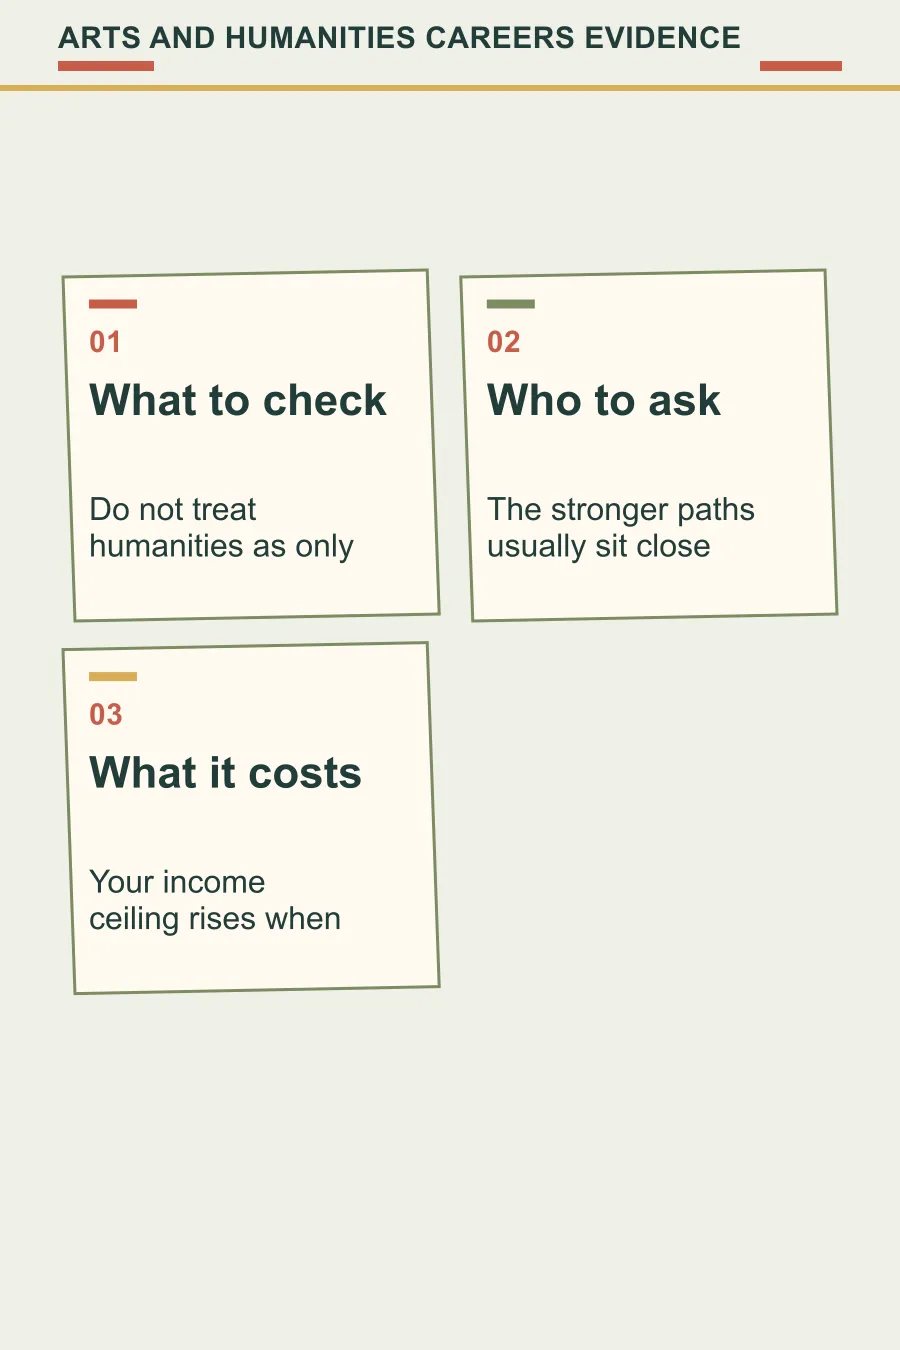 ARTS AND HUMANITIES CAREERS EVIDENCE
01
What to check
Do not treat
humanities as only
02
Who to ask
The stronger paths
usually sit close
03
What it costs
Your income
ceiling rises when